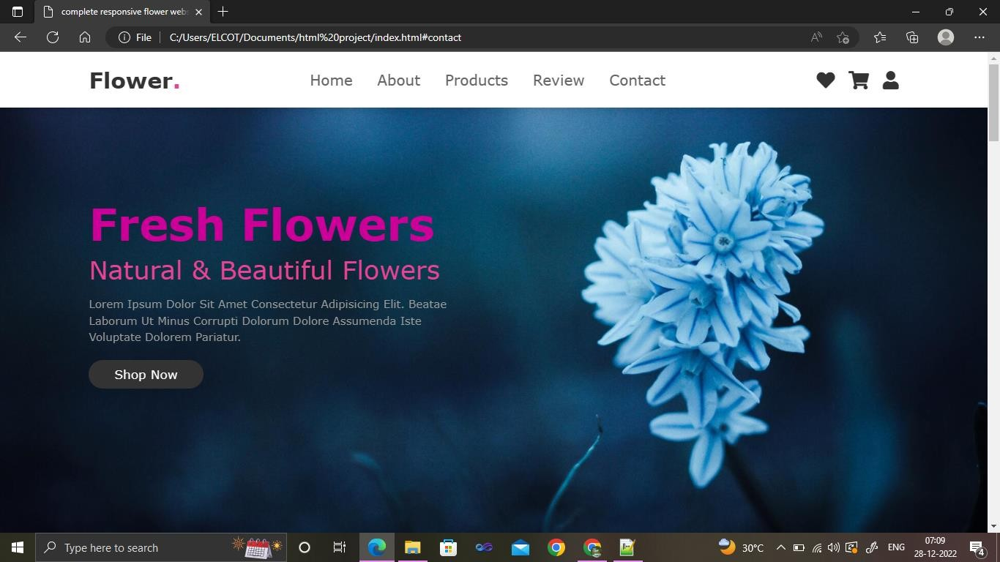 complete responsive flower webs
File
C:/Users/ELCOT/Documents/html%20project/index.html#contact
Flower.
Home About Products Review Contact
Fresh Flowers
Natural & Beautiful Flowers
Lorem Ipsum Dolor Sit Amet Consectetur Adipisicing Elit. Beatae
Laborum Ut Minus Corrupti Dolorum Dolore Assumenda Iste
Voluptate Dolorem Pariatur.
Shop Now
Type here to search
30°C
ENG
07:09
28-12-2022
4